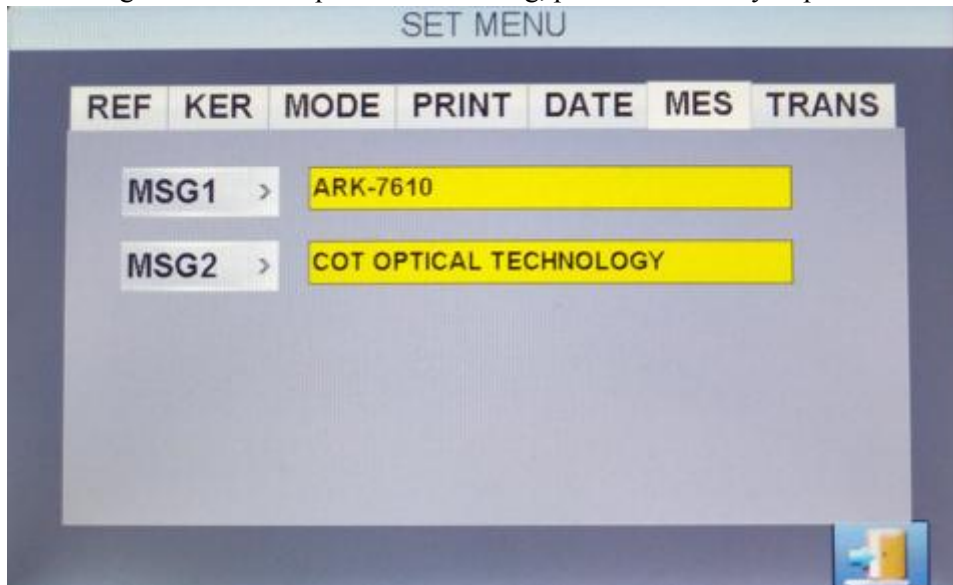 SET MENU
REF KER MODE PRINT DATE MES TRANS
MSG1 > ARK-7610
MSG2 > COT OPTICAL TECHNOLOGY